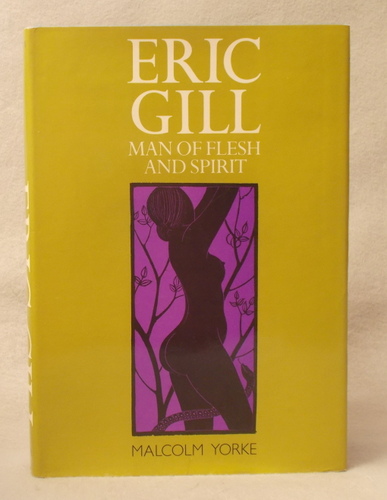 ERIC
GILL
MAN OF FLESH
AND SPIRIT
MALCOLM YORKE